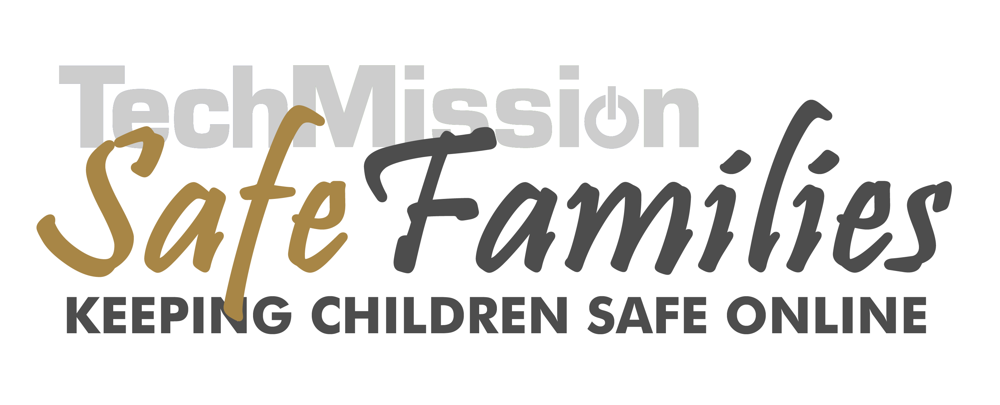 TechMission
Safe Families
KEEPING CHILDREN SAFE ONLINE